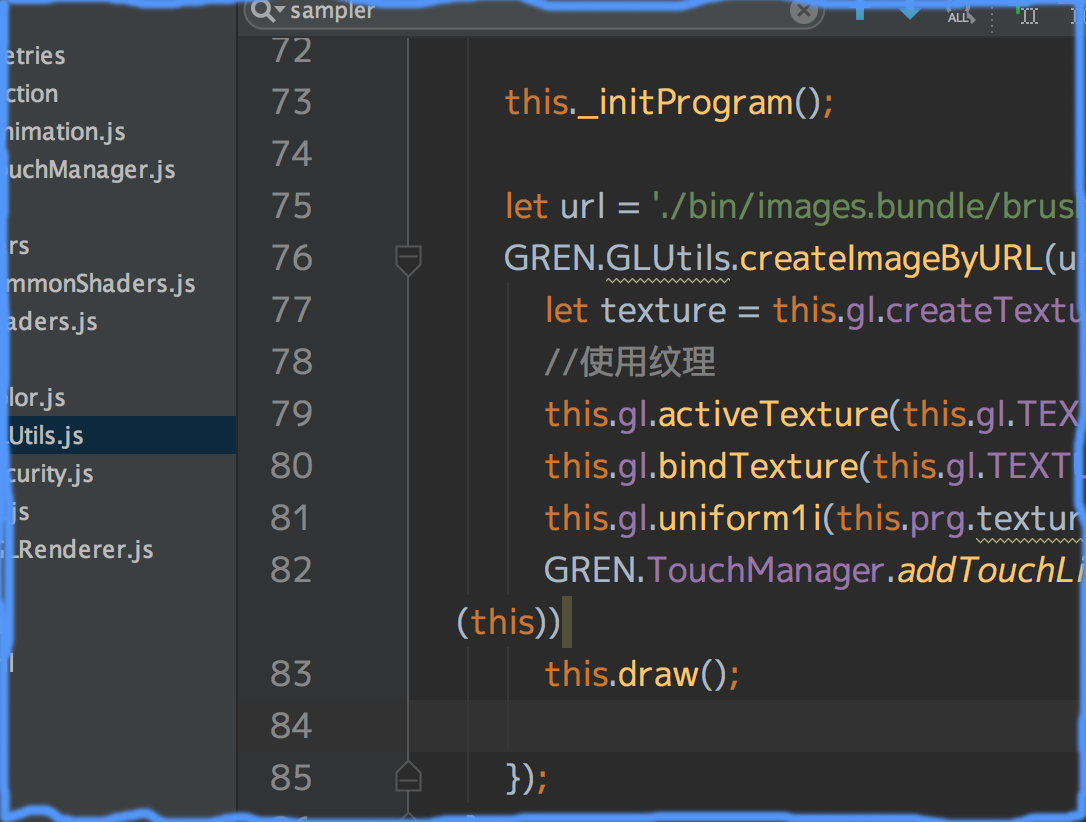 sampler
ALL
etries
ction
nimation.js
uchManager.js
rs
mmonShaders.js
aders.js
lor.js
Utils.js
curity.js
.js
LRenderer.js
l
72
73 this._initProgram();
74
75 let url = './bin/images.bundle/brus
76 GREN.GLUtils.createImageByURL(u
77 let texture = this.gl.createTextu
78 //使用纹理
79 this.gl.activeTexture(this.gl.TEX
80 this.gl.bindTexture(this.gl.TEXTU
81 this.gl.uniform1i(this.prg.textur
82 GREN.TouchManager.addTouchLi
(this))
83 this.draw();
84
85 });